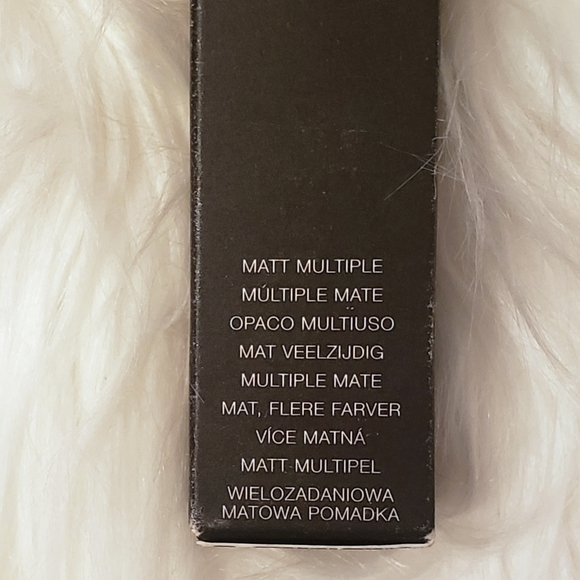 MATT MULTIPLE
MÚLTIPLE MATE
OPACO MULTIUSO
MAT VEELZIJDIG
MULTIPLE MATE
MAT, FLERE FARVER
VÍCE MATNÁ
MATT MULTIPEL
WIELOZADANIOWA
MATOWA POMADKA